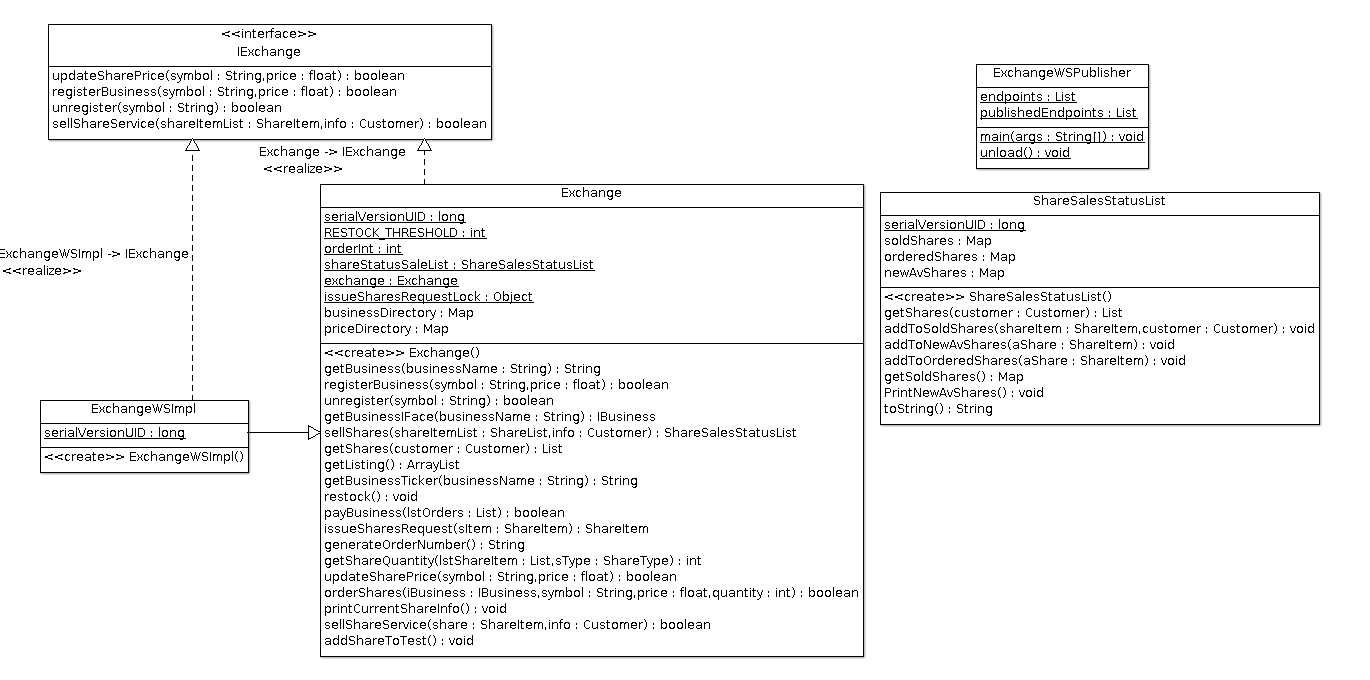 <<interface>>
IExchange
updateSharePrice(symbol : String,price : float) : boolean
registerBusiness(symbol : String,price : float) : boolean
unregister(symbol : String) : boolean
sellShareService(shareItemList : ShareItem,info : Customer) : boolean
Exchange -> IExchange
<<realize>>
ExchangeWSImpl -> IExchange
<<realize>>
ExchangeWSImpl
serialVersionUID : long
<<create>> ExchangeWSImpl()
Exchange
serialVersionUID : long
RESTOCK_THRESHOLD : int
orderInt : int
shareStatusSaleList : ShareSalesStatusList
exchange : Exchange
issueSharesRequestLock : Object
businessDirectory : Map
priceDirectory : Map
<<create>> Exchange()
getBusiness(businessName : String) : String
registerBusiness(symbol : String,price : float) : boolean
unregister(symbol : String) : boolean
getBusinessIFace(businessName : String) : IBusiness
sellShares(shareItemList : ShareList,info : Customer) : ShareSalesStatusList
getShares(customer : Customer) : List
getListing() : ArrayList
getBusinessTicker(businessName : String) : String
restock() : void
payBusiness(lstOrders : List) : boolean
issueSharesRequest(sItem : ShareItem) : ShareItem
generateOrderNumber() : String
getShareQuantity(lstShareItem : List,sType : ShareType) : int
updateSharePrice(symbol : String,price : float) : boolean
orderShares(iBusiness : IBusiness,symbol : String,price : float,quantity : int) : boolean
printCurrentShareInfo() : void
sellShareService(share : ShareItem,info : Customer) : boolean
addShareToTest() : void
ExchangeWSPublisher
endpoints : List
publishedEndpoints : List
main(args : String[]) : void
unload() : void
ShareSalesStatusList
serialVersionUID : long
soldShares : Map
orderedShares : Map
newAvShares : Map
<<create>> ShareSalesStatusList()
getShares(customer : Customer) : List
addToSoldShares(shareItem : ShareItem,customer : Customer) : void
addToNewAvShares(aShare : ShareItem) : void
addToOrderedShares(aShare : ShareItem) : void
getSoldShares() : Map
PrintNewAvShares() : void
toString() : String